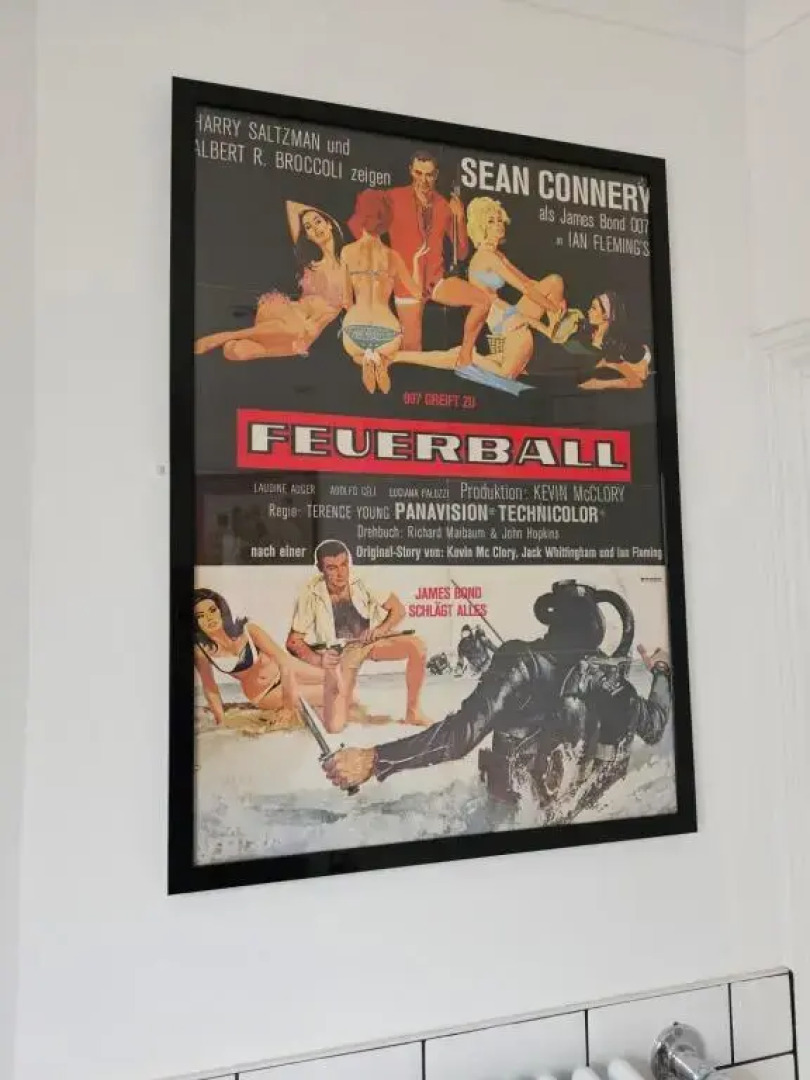 HARRY SALTZMAN und
ALBERT R. BROCCOLI zeigen
SEAN CONNERY
als James Bond 007
in IAN FLEMING'S
007 GREIFT ZU
FEUERBALL
LAUDINE AUGER ADOLFO CELI LUCIANA PALUZZI Produktion: KEVIN McCLORY
Regie: TERENCE YOUNG PANAVISION® TECHNICOLOR®
Drehbuch: Richard Maibaum & John Hopkins
nach einer Original-Story von: Kevin Mc Clory, Jack Whittingham und Ian Fleming
JAMES BOND
SCHLÄGT ALLES